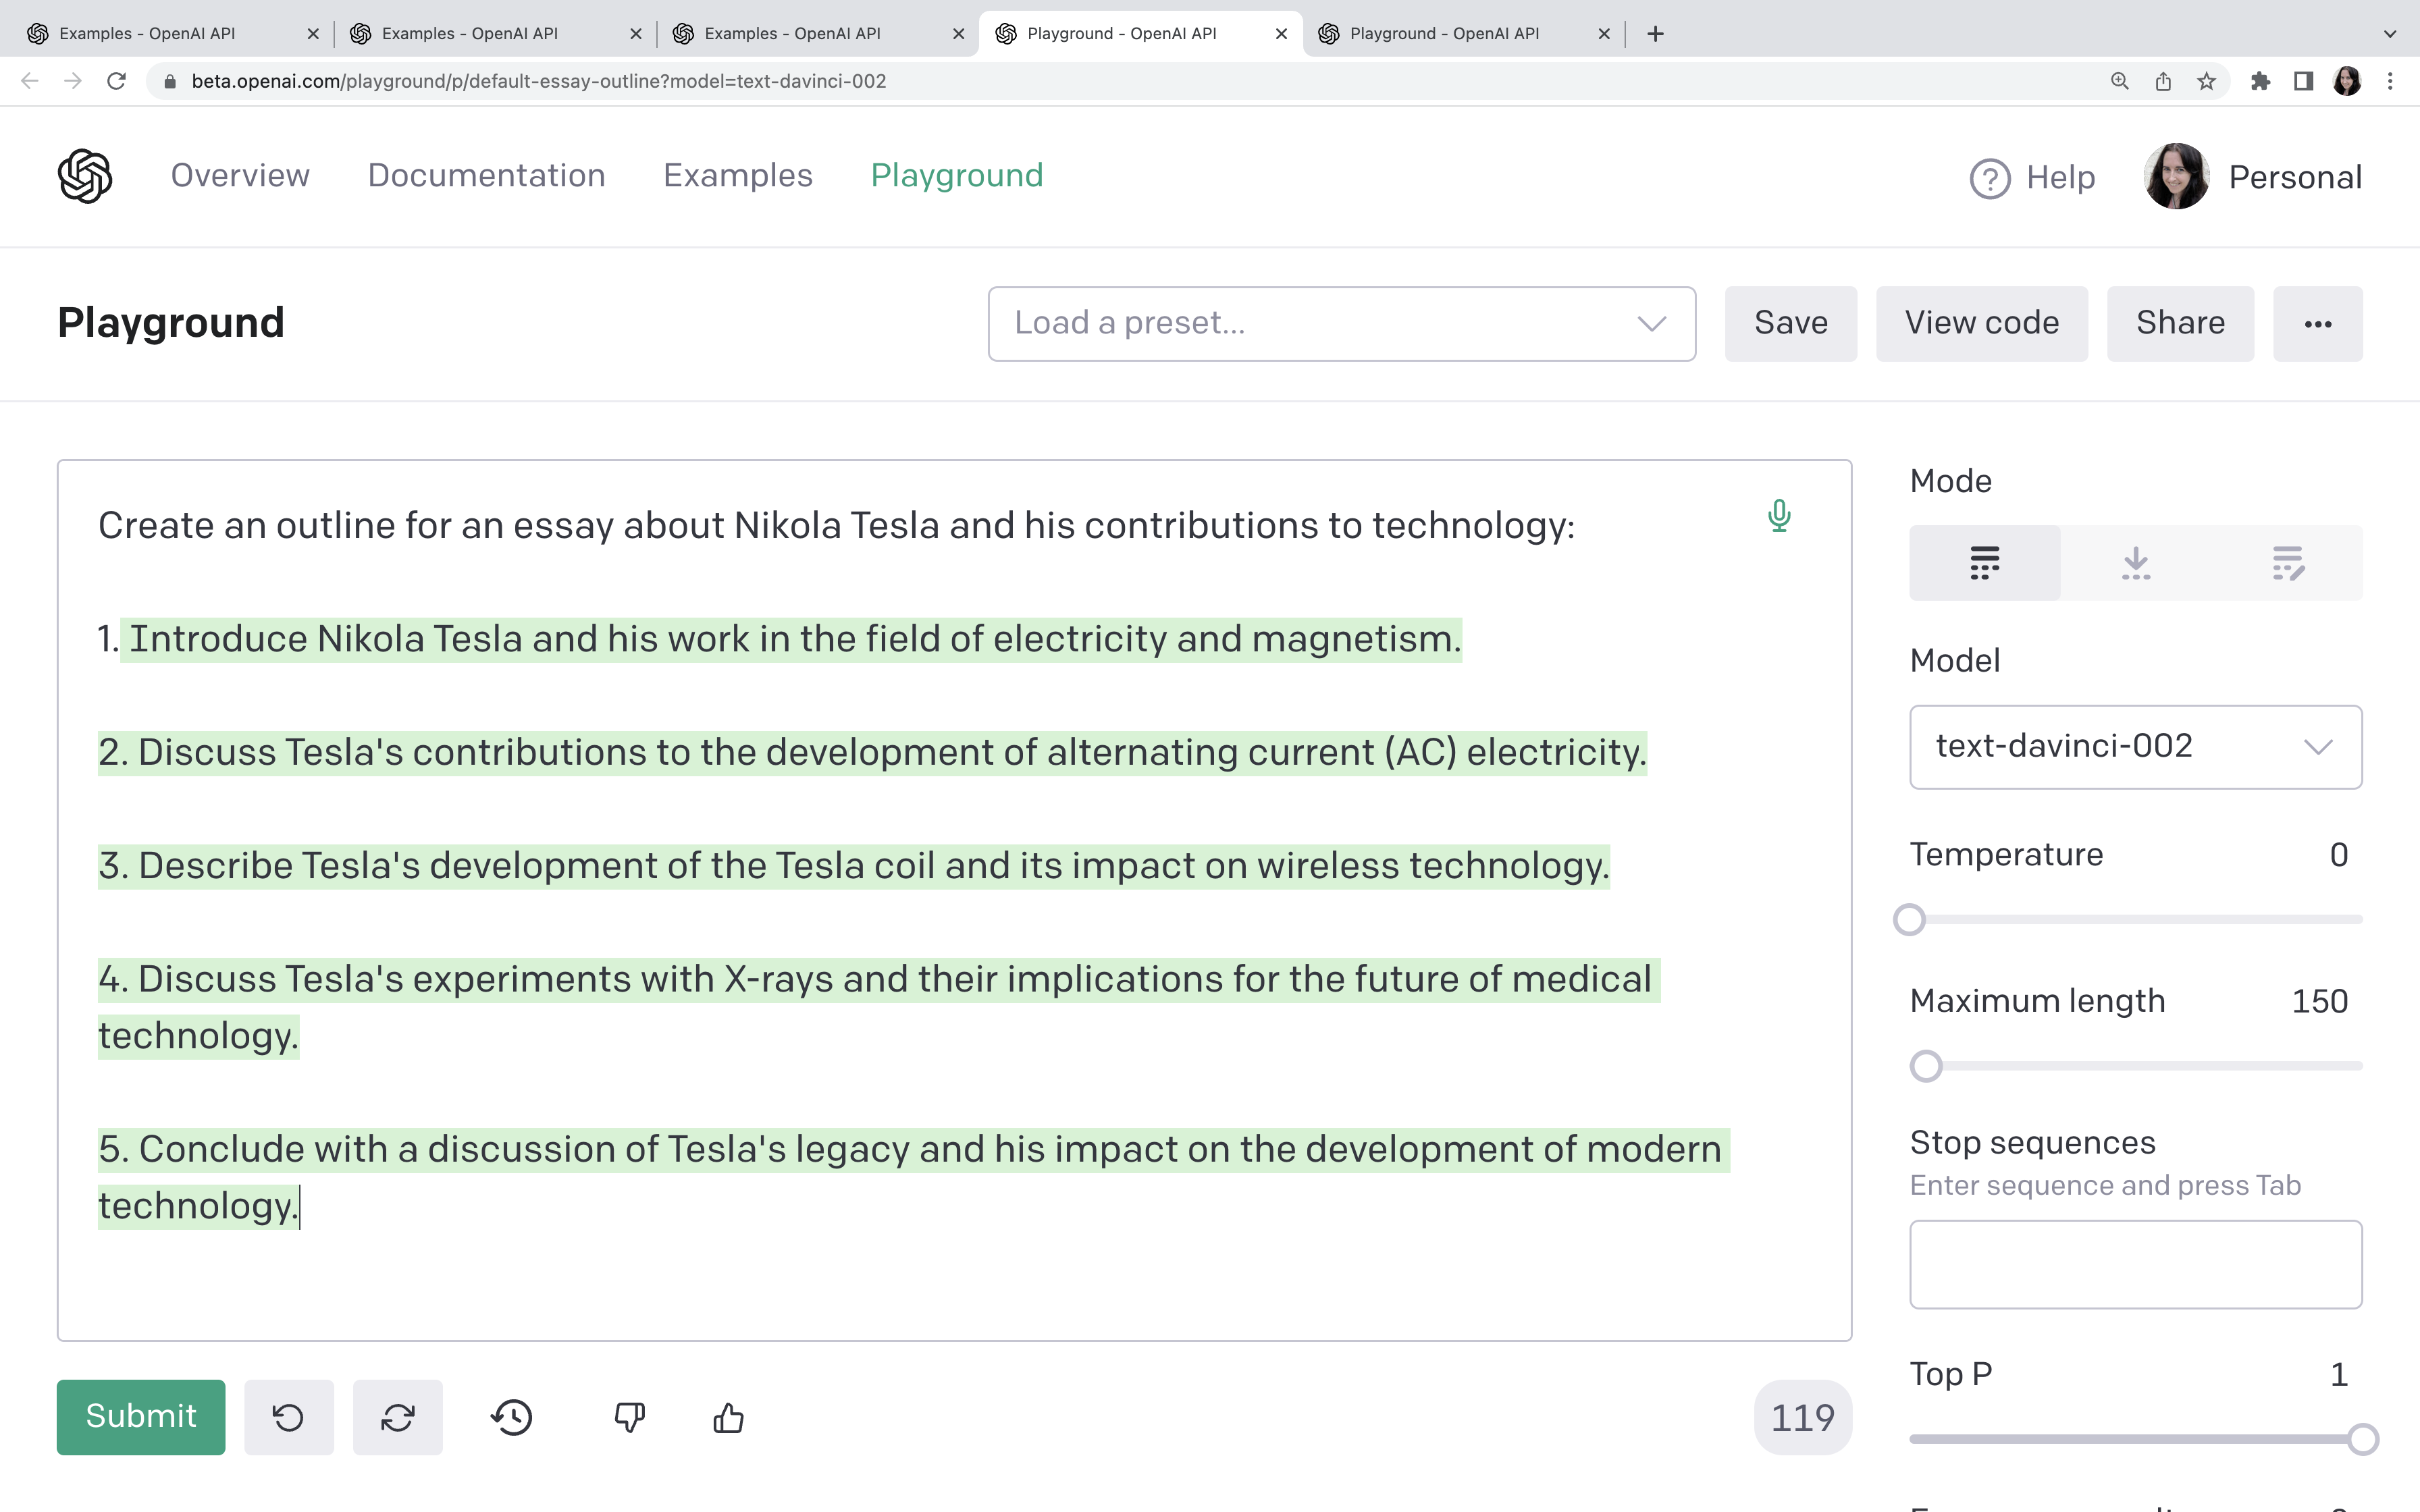 Examples - OpenAI API
Examples - OpenAI API
Examples - OpenAI API
Playground - OpenAI API
Playground - OpenAI API
beta.openai.com/playground/p/default-essay-outline?model=text-davinci-002
Overview
Documentation
Examples
Playground
Help
Personal
Playground
Load a preset...
Save
View code
Share
Create an outline for an essay about Nikola Tesla and his contributions to technology:
1. Introduce Nikola Tesla and his work in the field of electricity and magnetism.
2. Discuss Tesla's contributions to the development of alternating current (AC) electricity.
3. Describe Tesla's development of the Tesla coil and its impact on wireless technology.
4. Discuss Tesla's experiments with X-rays and their implications for the future of medical
technology.
5. Conclude with a discussion of Tesla's legacy and his impact on the development of modern
technology.
Submit
119
Mode
Model
text-davinci-002
Temperature 0
Maximum length 150
Stop sequences
Enter sequence and press Tab
Top P 1